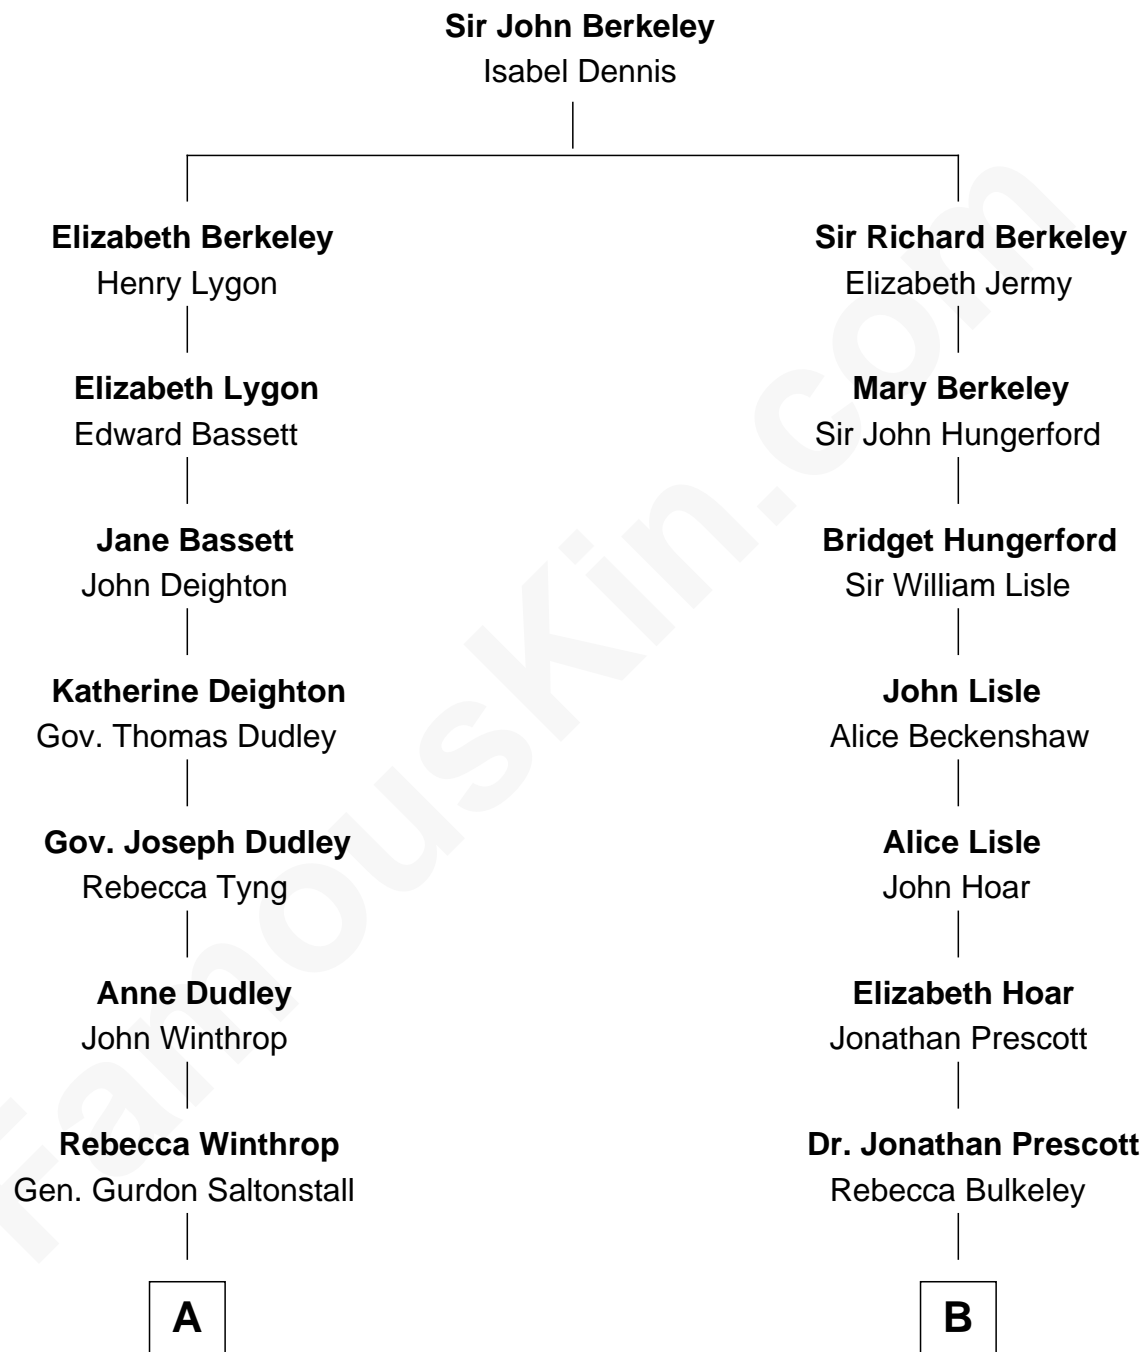 Sir John Berkeley
Isabel Dennis
Elizabeth Berkeley
Henry Lygon
Elizabeth Lygon
Edward Bassett
Jane Bassett
John Deighton
Katherine Deighton
Gov. Thomas Dudley
Gov. Joseph Dudley
Rebecca Tyng
Anne Dudley
John Winthrop
Rebecca Winthrop
Gen. Gurdon Saltonstall
A
Sir Richard Berkeley
Elizabeth Jermy
Mary Berkeley
Sir John Hungerford
Bridget Hungerford
Sir William Lisle
John Lisle
Alice Beckenshaw
Alice Lisle
John Hoar
Elizabeth Hoar
Jonathan Prescott
Dr. Jonathan Prescott
Rebecca Bulkeley
B
FamousKin.com